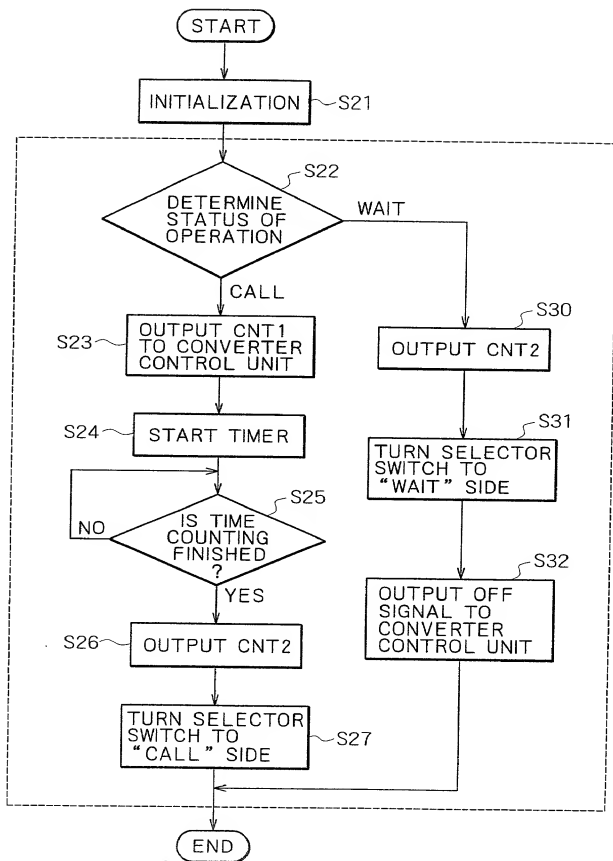 START
INITIALIZATION
S21
S22
DETERMINE
STATUS OF
OPERATION
WAIT
CALL
S23
OUTPUT CNT1
TO CONVERTER
CONTROL UNIT
S30
OUTPUT CNT2
S24
START TIMER
S31
TURN SELECTOR
SWITCH TO
"WAIT" SIDE
S25
IS TIME
COUNTING
FINISHED
?
NO
YES
S32
OUTPUT OFF
SIGNAL TO
CONVERTER
CONTROL UNIT
S26
OUTPUT CNT2
TURN SELECTOR
SWITCH TO
"CALL" SIDE
S27
END